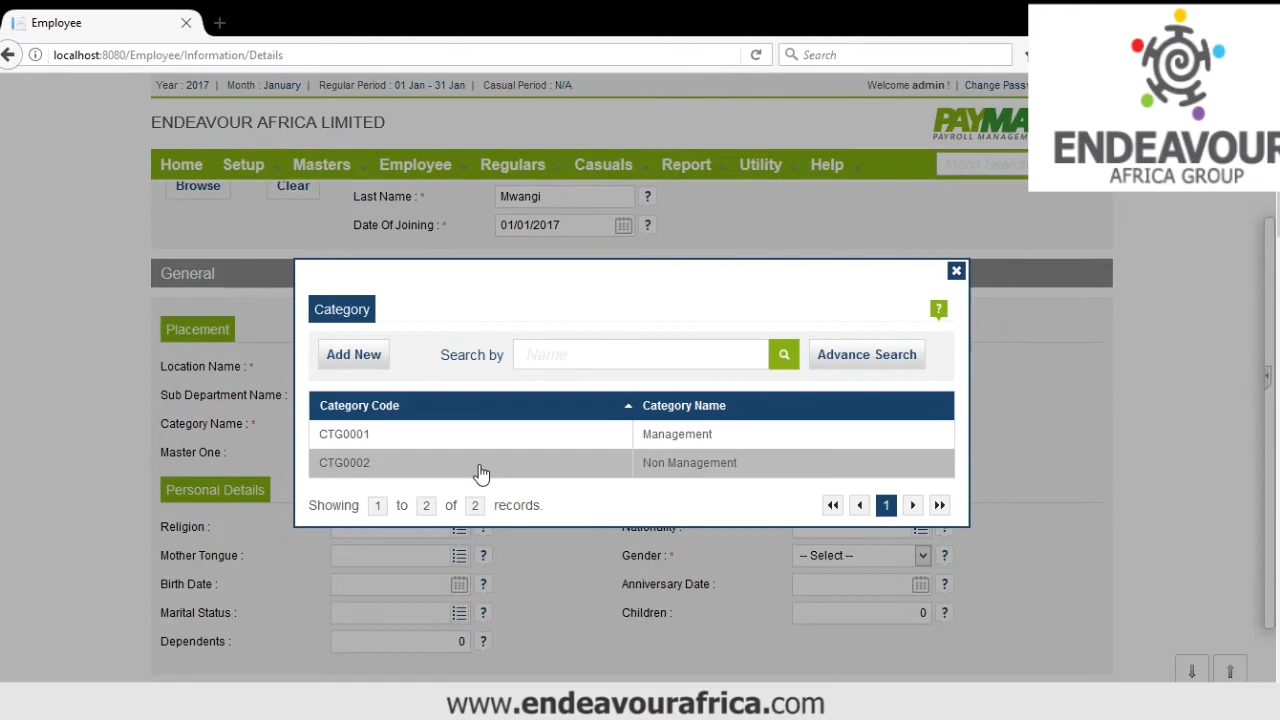 Employee
localhost:8080/Employee/Information/Details
Search
Year : 2017 | Month : January | Regular Period : 01 Jan - 31 Jan | Casual Period : N/A
Welcome admin ! | Change Pass
ENDEAVOUR AFRICA LIMITED
PAYMA
PAYROLL MANAGEM
ENDEAVOUR
AFRICA GROUP
Home Setup Masters Employee Regulars Casuals Report Utility Help Menu Search
Browse Clear
Last Name : * Mwangi ?
Date Of Joining : * 01/01/2017 ?
General
Category ?
Add New Search by Name Advance Search
Category Code Category Name
CTG0001 Management
CTG0002 Non Management
Showing 1 to 2 of 2 records. 1
Placement
Location Name : *
Sub Department Name :
Category Name : *
Master One :
Personal Details
Religion : ? Nationality : ?
Mother Tongue : ? Gender : * -- Select -- ?
Birth Date : ? Anniversary Date : ?
Marital Status : ? Children : 0 ?
Dependents : 0 ?
www.endeavourafrica.com